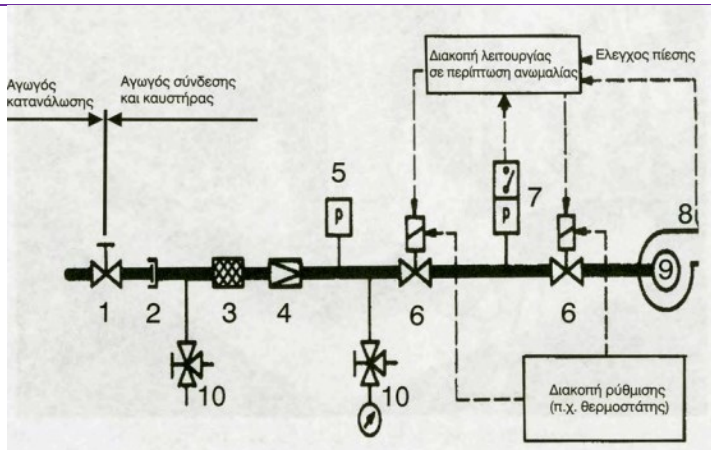 Διακοπή λειτουργίας
σε περίπτωση ανωμαλίας
Ελεγχος πίεσης
Αγωγός
κατανάλωσης
Αγωγός σύνδεσης
και καυστήρας
5
p
p
7
8
9
1
2
3
4
6
6
10
10
Διακοπή ρύθμισης
(π.χ. θερμοστάτης)